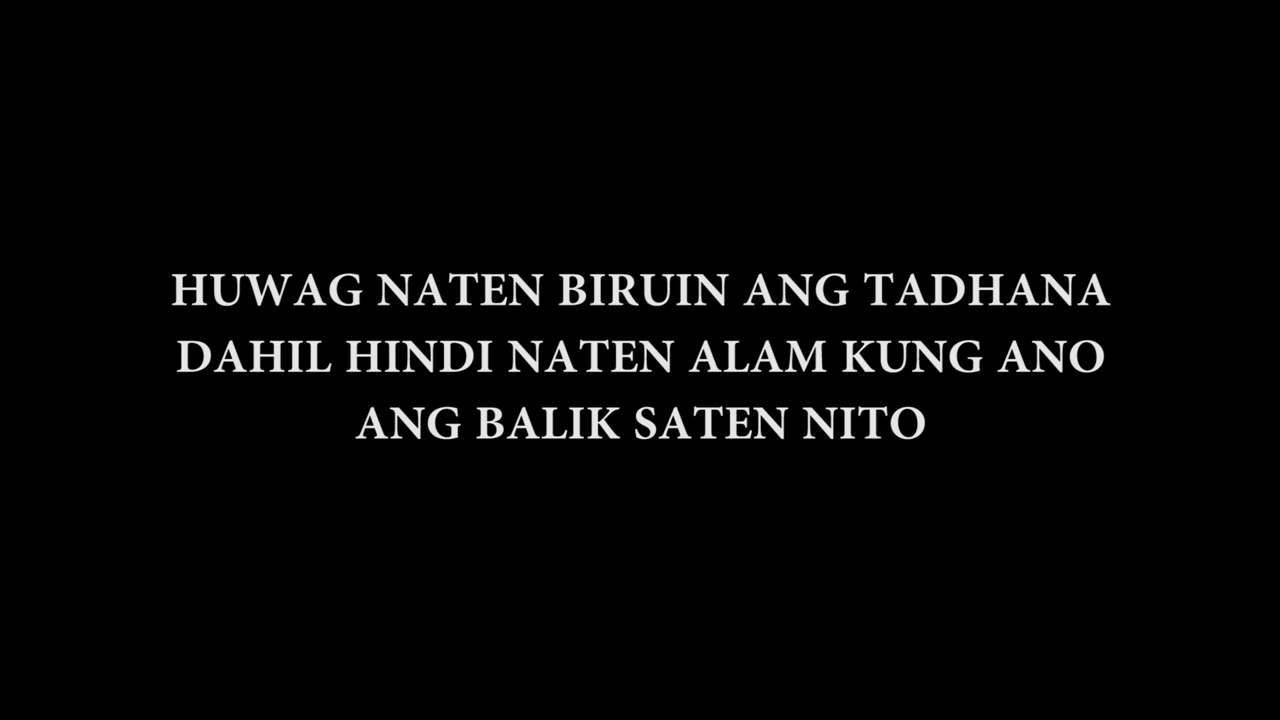 HUWAG NATEN BIRUIN ANG TADHANA
DAHIL HINDI NATEN ALAM KUNG ANO
ANG BALIK SATEN NITO